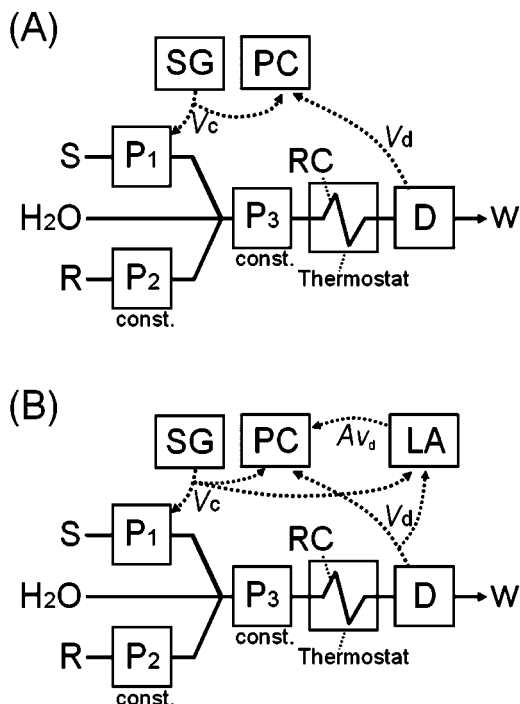 (A)
SG PC
Vc
Vd
S P1 RC
H2O P3 D W
const. Thermostat
R P2
const.
(B)
SG PC Avd LA
Vc
Vd
S P1 RC
H2O P3 D W
const. Thermostat
R P2
const.